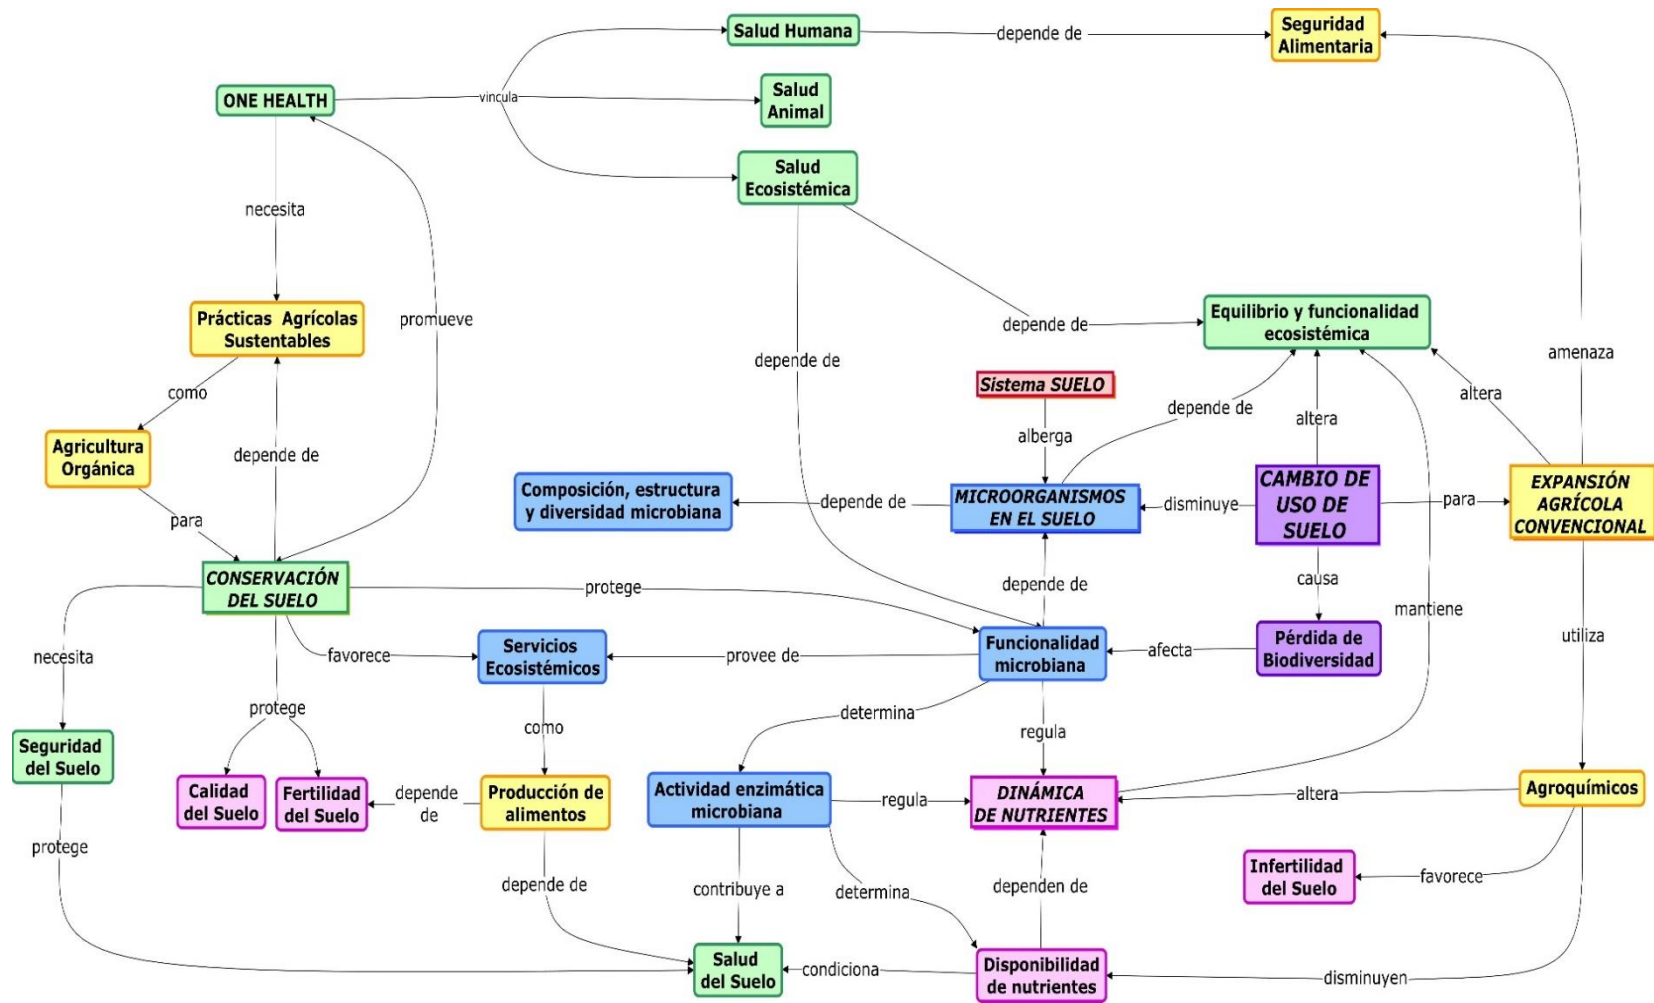 Salud Humana
depende de
Seguridad
Alimentaria
ONE HEALTH
vincula
Salud
Animal
Salud
Ecosistémica
necesita
promueve
depende de
depende de
Equilibrio y funcionalidad
ecosistémica
amenaza
Prácticas Agrícolas
Sustentables
como
Agricultura
Orgánica
depende de
para
Sistema SUELO
alberga
depende de
altera
altera
Composición, estructura
y diversidad microbiana
depende de
MICROORGANISMOS
EN EL SUELO
disminuye
CAMBIO DE
USO DE
SUELO
para
EXPANSIÓN
AGRÍCOLA
CONVENCIONAL
CONSERVACIÓN
DEL SUELO
protege
depende de
causa
mantiene
utiliza
necesita
favorece
Servicios
Ecosistémicos
provee de
Funcionalidad
microbiana
afecta
Pérdida de
Biodiversidad
protege
como
determina
regula
Seguridad
del Suelo
Calidad
del Suelo
Fertilidad
del Suelo
depende
de
Producción de
alimentos
Actividad enzimática
microbiana
regula
DINÁMICA
DE NUTRIENTES
altera
Agroquímicos
protege
depende de
contribuye a
determina
dependen de
Infertilidad
del Suelo
favorece
Salud
del Suelo
condiciona
Disponibilidad
de nutrientes
disminuyen